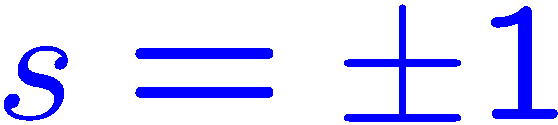 s = ±1